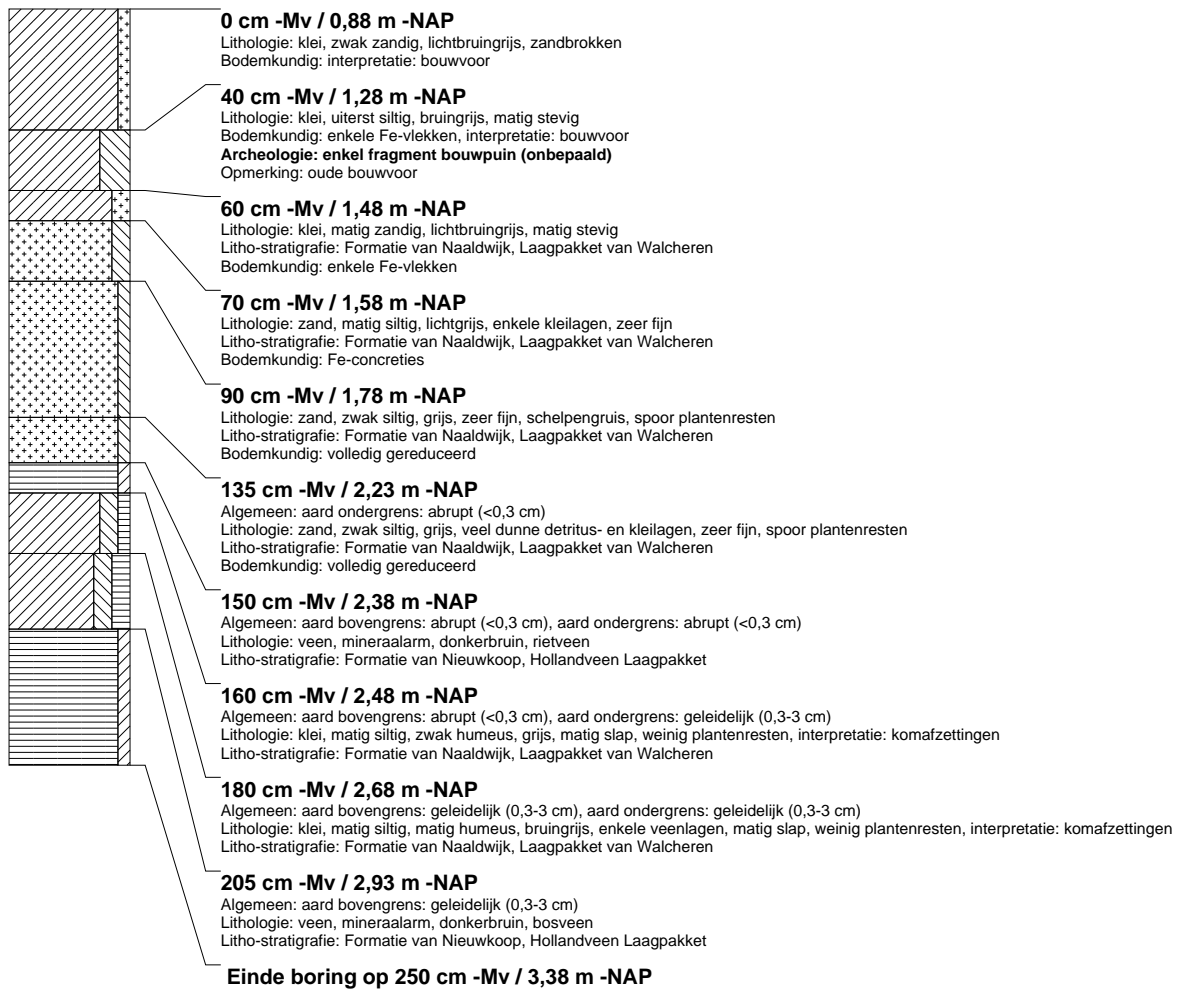 0 cm -Mv / 0,88 m -NAP
Lithologie: klei, zwak zandig, lichtbruingrijs, zandbrokken
Bodemkundig: interpretatie: bouwvoor
40 cm -Mv / 1,28 m -NAP
Lithologie: klei, uiterst siltig, bruingrijs, matig stevig
Bodemkundig: enkele Fe-vlekken, interpretatie: bouwvoor
Archeologie: enkel fragment bouwpuin (onbepaald)
Opmerking: oude bouwvoor
60 cm -Mv / 1,48 m -NAP
Lithologie: klei, matig zandig, lichtbruingrijs, matig stevig
Litho-stratigrafie: Formatie van Naaldwijk, Laagpakket van Walcheren
Bodemkundig: enkele Fe-vlekken
70 cm -Mv / 1,58 m -NAP
Lithologie: zand, matig siltig, lichtgrijs, enkele kleilagen, zeer fijn
Litho-stratigrafie: Formatie van Naaldwijk, Laagpakket van Walcheren
Bodemkundig: Fe-concreties
90 cm -Mv / 1,78 m -NAP
Lithologie: zand, zwak siltig, grijs, zeer fijn, schelpengruis, spoor plantenresten
Litho-stratigrafie: Formatie van Naaldwijk, Laagpakket van Walcheren
Bodemkundig: volledig gereduceerd
135 cm -Mv / 2,23 m -NAP
Algemeen: aard ondergrens: abrupt (<0,3 cm)
Lithologie: zand, zwak siltig, grijs, veel dunne detritus- en kleilagen, zeer fijn, spoor plantenresten
Litho-stratigrafie: Formatie van Naaldwijk, Laagpakket van Walcheren
Bodemkundig: volledig gereduceerd
150 cm -Mv / 2,38 m -NAP
Algemeen: aard bovengrens: abrupt (<0,3 cm), aard ondergrens: abrupt (<0,3 cm)
Lithologie: veen, mineraalarm, donkerbruin, rietveen
Litho-stratigrafie: Formatie van Nieuwkoop, Hollandveen Laagpakket
160 cm -Mv / 2,48 m -NAP
Algemeen: aard bovengrens: abrupt (<0,3 cm), aard ondergrens: geleidelijk (0,3-3 cm)
Lithologie: klei, matig siltig, zwak humeus, grijs, matig slap, weinig plantenresten, interpretatie: komafzettingen
Litho-stratigrafie: Formatie van Naaldwijk, Laagpakket van Walcheren
180 cm -Mv / 2,68 m -NAP
Algemeen: aard bovengrens: geleidelijk (0,3-3 cm), aard ondergrens: geleidelijk (0,3-3 cm)
Lithologie: klei, matig siltig, matig humeus, bruingrijs, enkele veenlagen, matig slap, weinig plantenresten, interpretatie: komafzettingen
Litho-stratigrafie: Formatie van Naaldwijk, Laagpakket van Walcheren
205 cm -Mv / 2,93 m -NAP
Algemeen: aard bovengrens: geleidelijk (0,3-3 cm)
Lithologie: veen, mineraalarm, donkerbruin, bosveen
Litho-stratigrafie: Formatie van Nieuwkoop, Hollandveen Laagpakket
Einde boring op 250 cm -Mv / 3,38 m -NAP